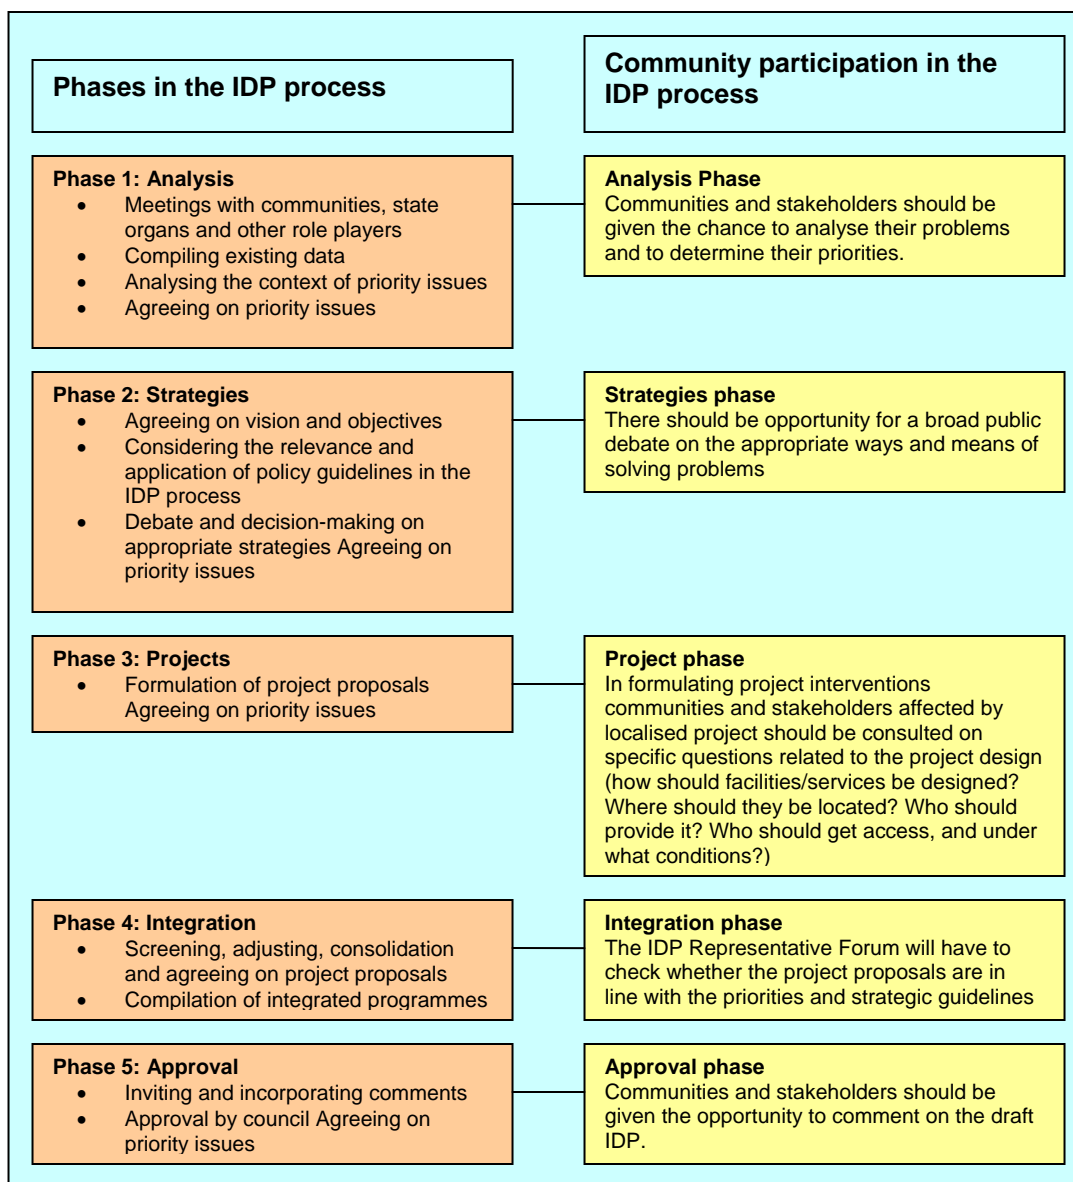 Phases in the IDP process
Community participation in the
IDP process
Phase 1: Analysis
• Meetings with communities, state
organs and other role players
• Compiling existing data
• Analysing the context of priority issues
• Agreeing on priority issues
Analysis Phase
Communities and stakeholders should be
given the chance to analyse their problems
and to determine their priorities.
Phase 2: Strategies
• Agreeing on vision and objectives
• Considering the relevance and
application of policy guidelines in the
IDP process
• Debate and decision-making on
appropriate strategies Agreeing on
priority issues
Strategies phase
There should be opportunity for a broad public
debate on the appropriate ways and means of
solving problems
Phase 3: Projects
• Formulation of project proposals
Agreeing on priority issues
Project phase
In formulating project interventions
communities and stakeholders affected by
localised project should be consulted on
specific questions related to the project design
(how should facilities/services be designed?
Where should they be located? Who should
provide it? Who should get access, and under
what conditions?)
Phase 4: Integration
• Screening, adjusting, consolidation
and agreeing on project proposals
• Compilation of integrated programmes
Integration phase
The IDP Representative Forum will have to
check whether the project proposals are in
line with the priorities and strategic guidelines
Phase 5: Approval
• Inviting and incorporating comments
• Approval by council Agreeing on
priority issues
Approval phase
Communities and stakeholders should be
given the opportunity to comment on the draft
IDP.